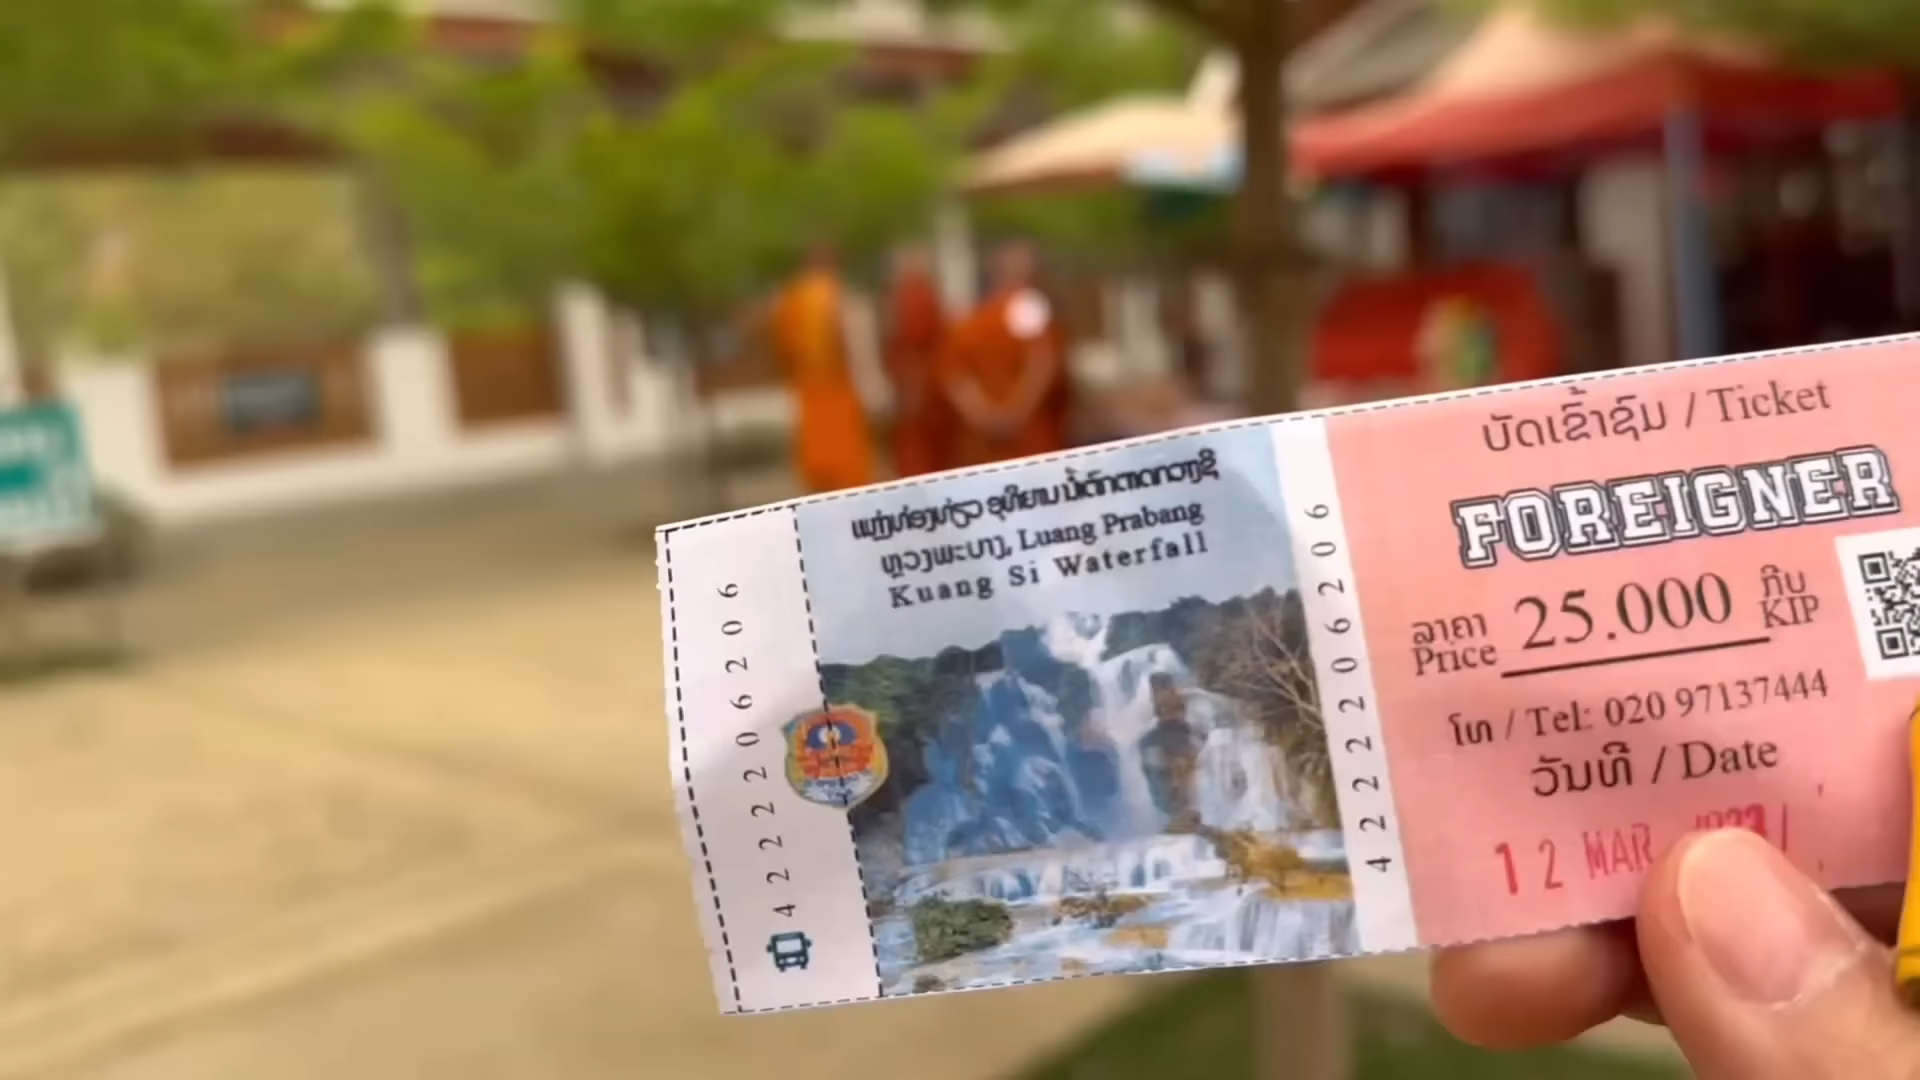 4222206206
ແຫຼ່ງທ່ອງທ່ຽວ ອຸທິຍານ ນໍ້າຕົກຕາດກວາງຊີ
ຫຼວງພະບາງ, Luang Prabang
Kuang Si Waterfall
4222206206
ບັດເຂົ້າຊົມ / Ticket
FOREIGNER
ລາຄາ 25.000 ກີບ
Price KIP
ໂທ / Tel: 020 97137444
ວັນທີ / Date
12 MAR